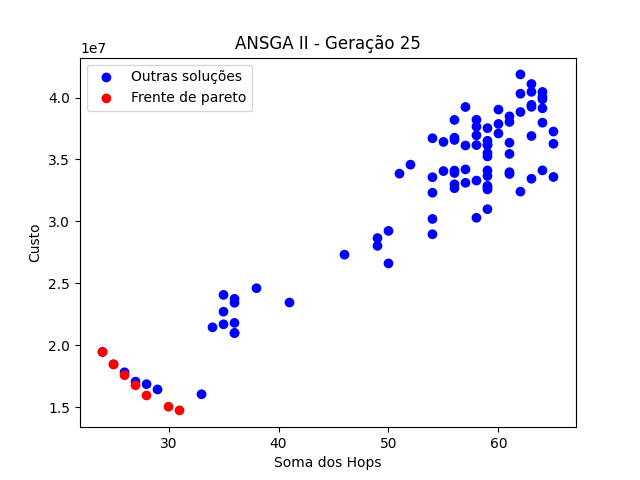 ANSGA II - Geração 25
1e7
Outras soluções
Frente de pareto
4.0
3.5
3.0
2.5
2.0
1.5
Custo
30 40 50 60
Soma dos Hops